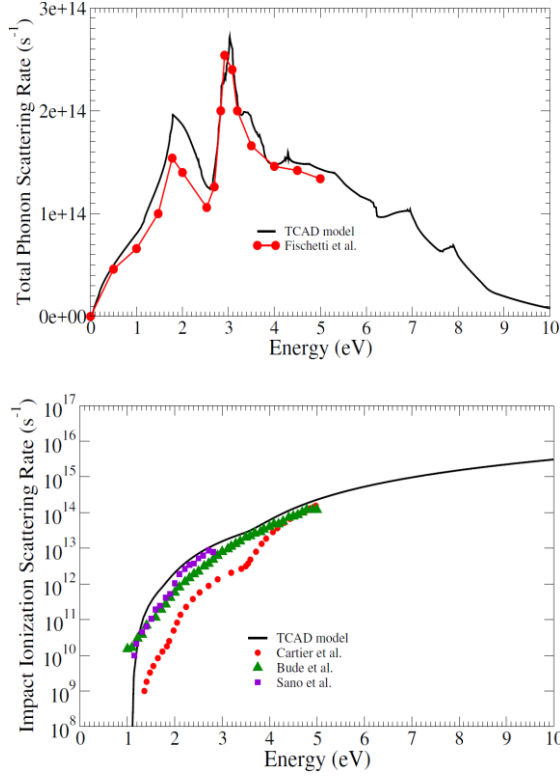 Total Phonon Scattering Rate (s⁻¹)
3e+14
2e+14
1e+14
0e+00
TCAD model
Fischetti et al.
0 1 2 3 4 5 6 7 8 9 10
Energy (eV)
Impact Ionization Scattering Rate (s⁻¹)
10¹⁷
10¹⁶
10¹⁵
10¹⁴
10¹³
10¹²
10¹¹
10¹⁰
10⁹
10⁸
TCAD model
Cartier et al.
Bude et al.
Sano et al.
0 1 2 3 4 5 6 7 8 9 10
Energy (eV)